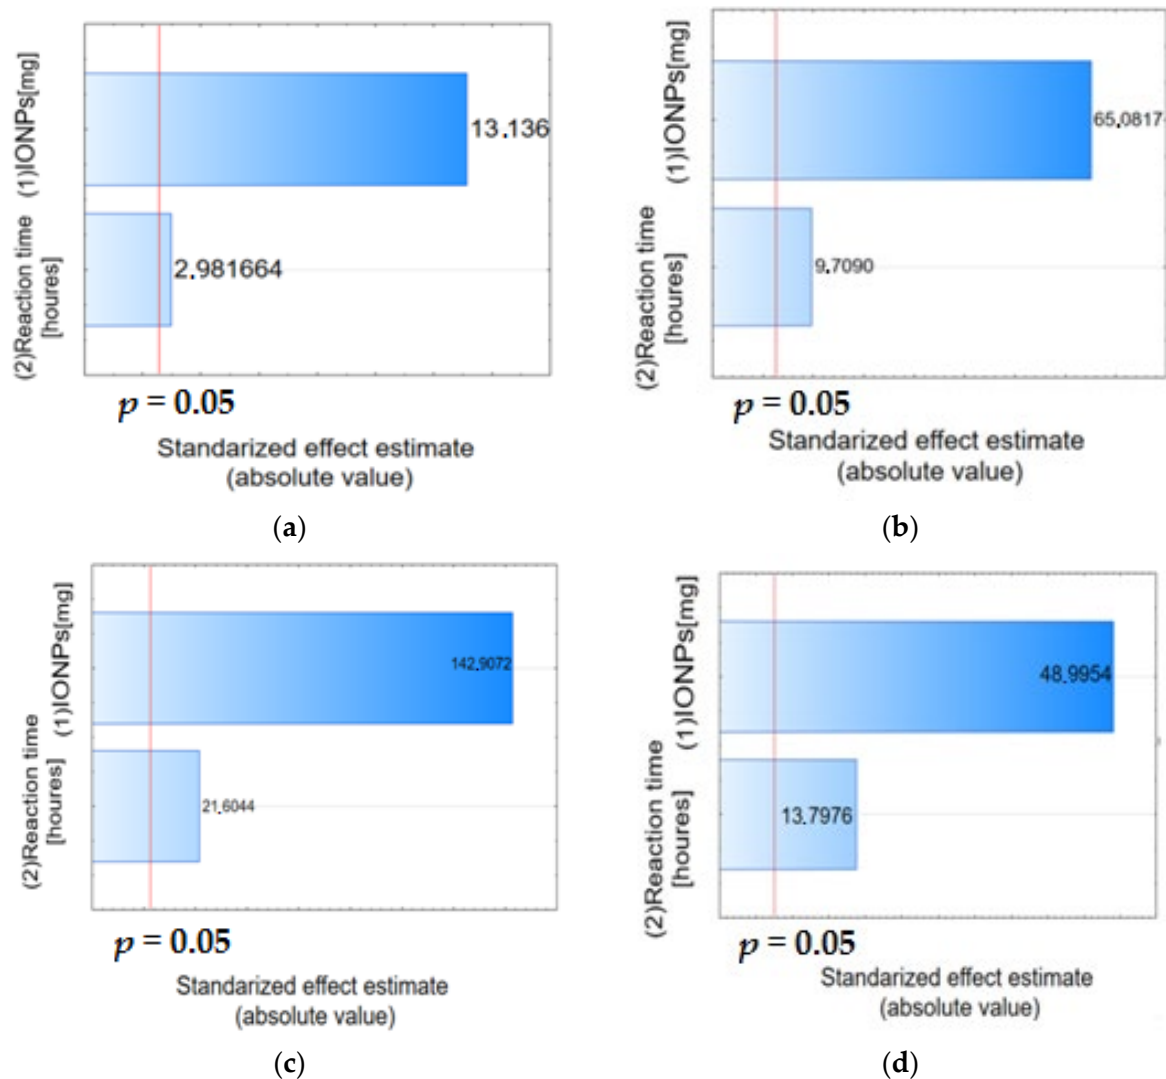 (1)IONPs[mg]
13.136
(2)Reaction time
[houres]
2.981664
p = 0.05
Standarized effect estimate
(absolute value)
(a)
(1)IONPs[mg]
65.0817
(2)Reaction time
[houres]
9.7090
p = 0.05
Standarized effect estimate
(absolute value)
(b)
(1)IONPs[mg]
142.9072
(2)Reaction time
[houres]
21.6044
p = 0.05
Standarized effect estimate
(absolute value)
(c)
(1)IONPs[mg]
48.9954
(2)Reaction time
[houres]
13.7976
p = 0.05
Standarized effect estimate
(absolute value)
(d)